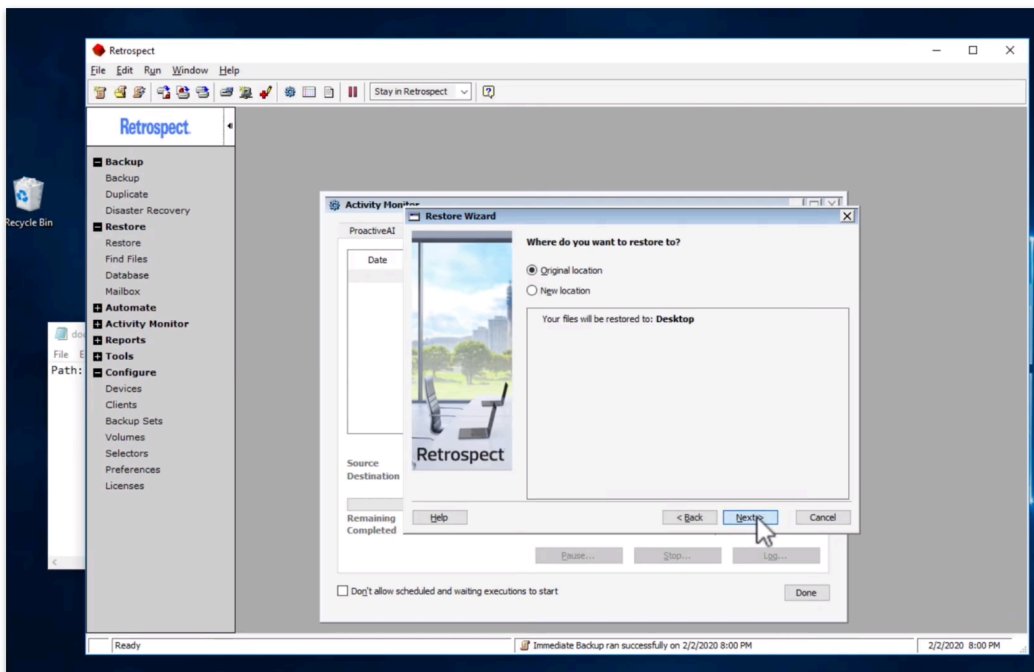 Retrospect
File Edit Run Window Help
Stay in Retrospect
Retrospect
Backup
Backup
Duplicate
Disaster Recovery
Restore
Restore
Find Files
Database
Mailbox
Automate
Activity Monitor
Reports
Tools
Configure
Devices
Clients
Backup Sets
Volumes
Selectors
Preferences
Licenses
Recycle Bin
File
Path:
Activity Monitor
ProactiveAI
Date
Source
Destination
Remaining
Completed
Pause... Stop... Log...
Don't allow scheduled and waiting executions to start
Done
Restore Wizard
Where do you want to restore to?
Original location
New location
Your files will be restored to: Desktop
Retrospect
Help
< Back Next > Cancel
Ready
Immediate Backup ran successfully on 2/2/2020 8:00 PM
2/2/2020 8:00 PM